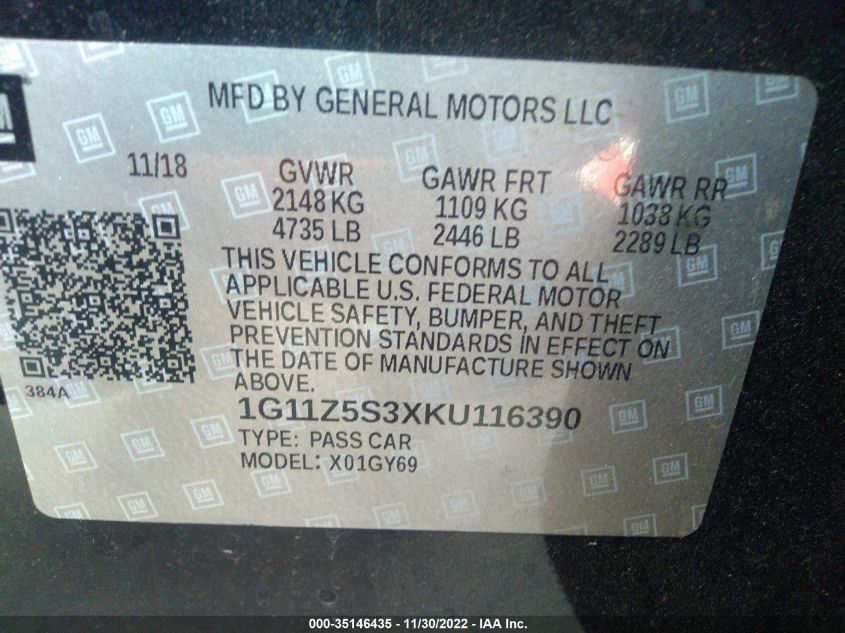 MFD BY GENERAL MOTORS LLC
11/18 GVWR GAWR FRT GAWR RR
2148 KG 1109 KG 1038 KG
4735 LB 2446 LB 2289 LB
THIS VEHICLE CONFORMS TO ALL
APPLICABLE U.S. FEDERAL MOTOR
VEHICLE SAFETY, BUMPER, AND THEFT
PREVENTION STANDARDS IN EFFECT ON
THE DATE OF MANUFACTURE SHOWN
ABOVE.
384A
1G11Z5S3XKU116390
TYPE: PASS CAR
MODEL: X01GY69
GM
000-35146435 - 11/30/2022 - IAA Inc.